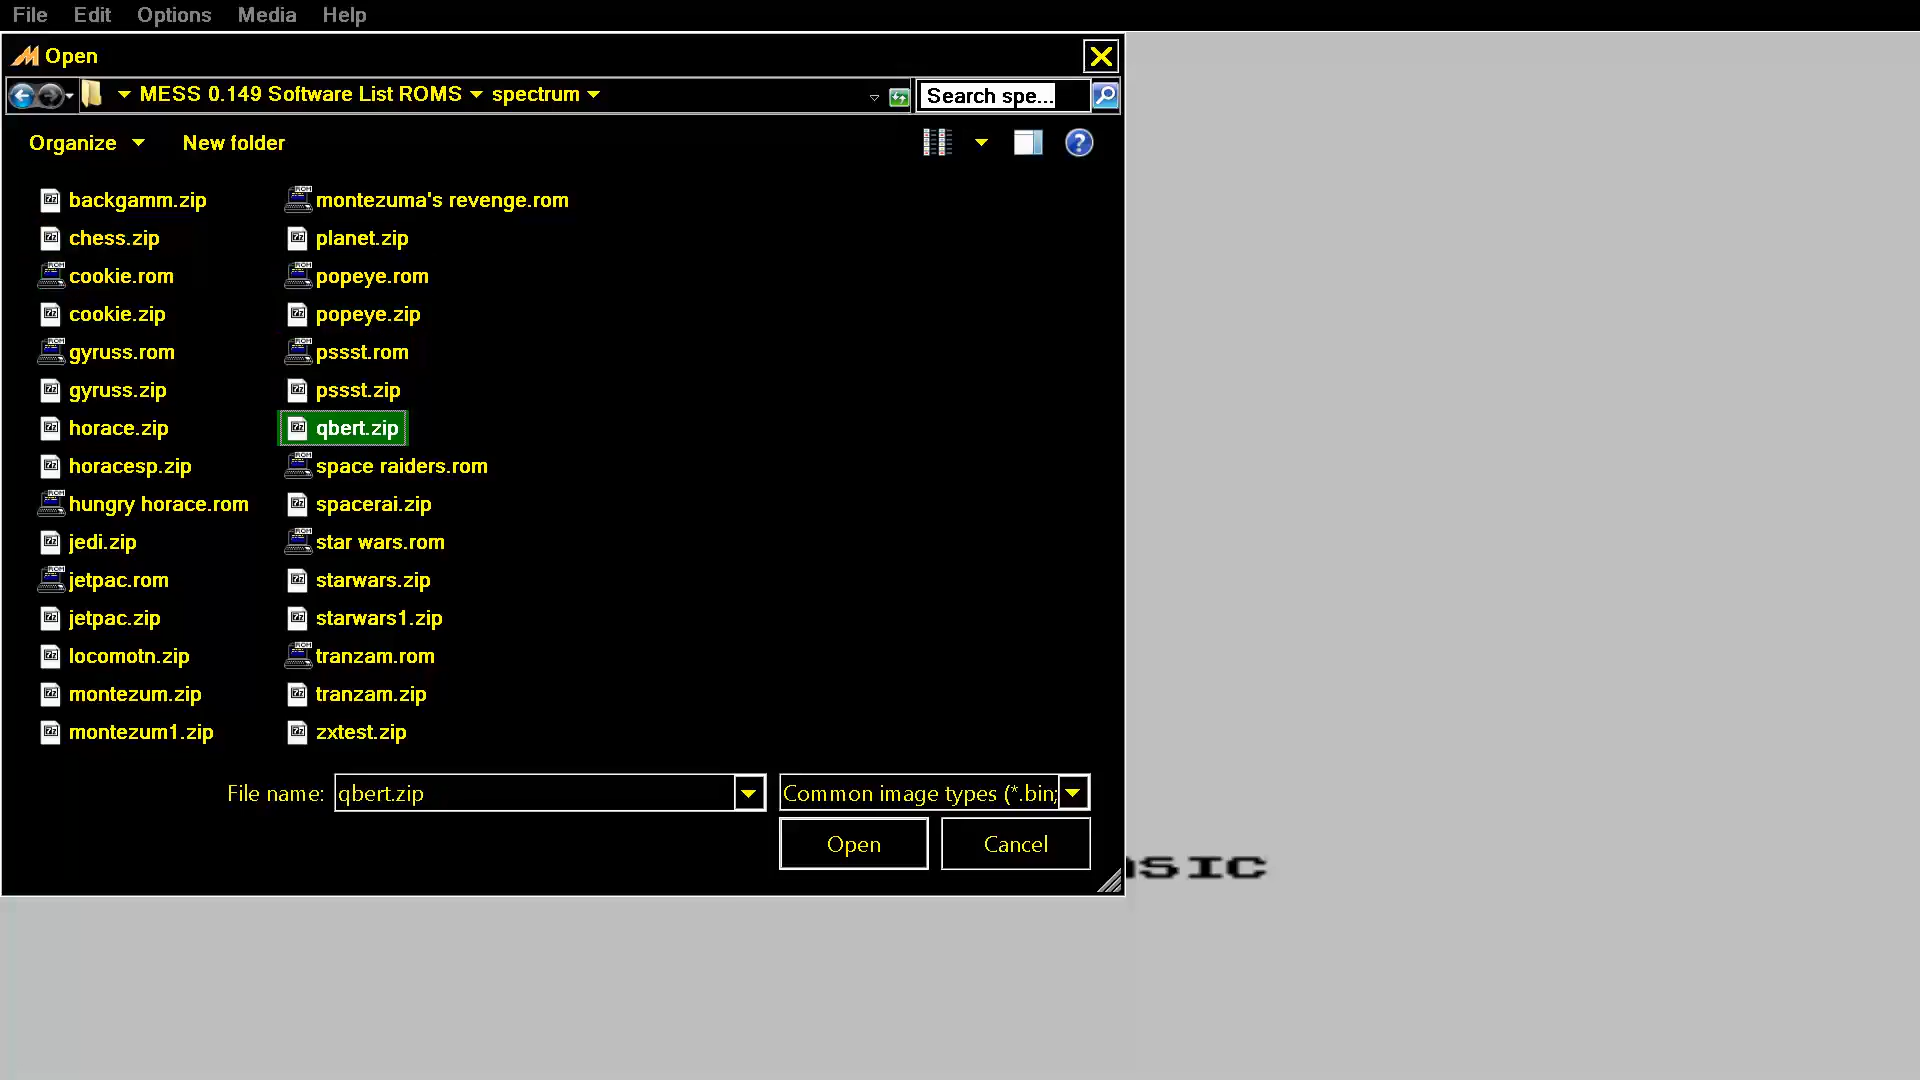 File Edit Options Media Help
Open
MESS 0.149 Software List ROMS spectrum
Search spe...
Organize New folder
backgamm.zip
chess.zip
cookie.rom
cookie.zip
gyruss.rom
gyruss.zip
horace.zip
horacesp.zip
hungry horace.rom
jedi.zip
jetpac.rom
jetpac.zip
locomotn.zip
montezum.zip
montezum1.zip
montezuma's revenge.rom
planet.zip
popeye.rom
popeye.zip
pssst.rom
pssst.zip
qbert.zip
space raiders.rom
spacerai.zip
star wars.rom
starwars.zip
starwars1.zip
tranzam.rom
tranzam.zip
zxtest.zip
File name: qbert.zip Common image types (*.bin;
Open Cancel
SIC